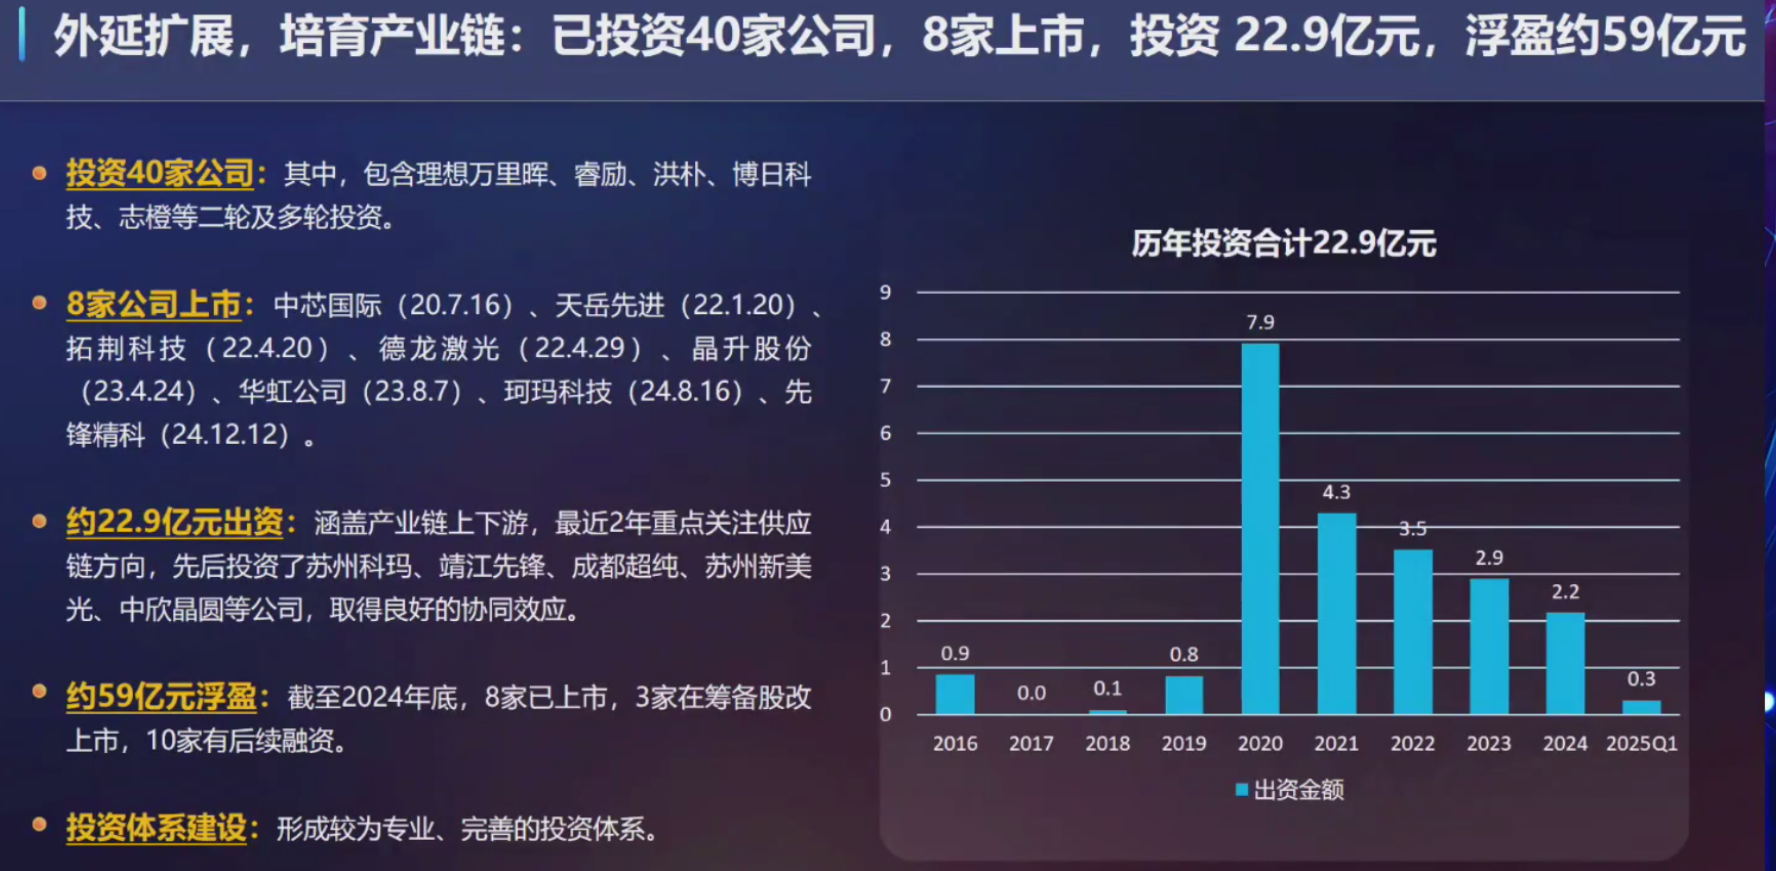 外延扩展，培育产业链：已投资40家公司，8家上市，投资 22.9亿元，浮盈约59亿元
投资40家公司：其中，包含理想万里晖、睿励、洪朴、博日科
技、志橙等二轮及多轮投资。
8家公司上市：中芯国际（20.7.16）、天岳先进（22.1.20）、
拓荆科技（22.4.20）、德龙激光（22.4.29）、晶升股份
（23.4.24）、华虹公司（23.8.7）、珂玛科技（24.8.16）、先
锋精科（24.12.12）。
约22.9亿元出资：涵盖产业链上下游，最近2年重点关注供应
链方向，先后投资了苏州科玛、靖江先锋、成都超纯、苏州新美
光、中欣晶圆等公司，取得良好的协同效应。
约59亿元浮盈：截至2024年底，8家已上市，3家在筹备股改
上市，10家有后续融资。
投资体系建设：形成较为专业、完善的投资体系。
历年投资合计22.9亿元
9
8
7
6
5
4
3
2
1
0
0.9
0.0
0.1
0.8
7.9
4.3
3.5
2.9
2.2
0.3
2016 2017 2018 2019 2020 2021 2022 2023 2024 2025Q1
出资金额